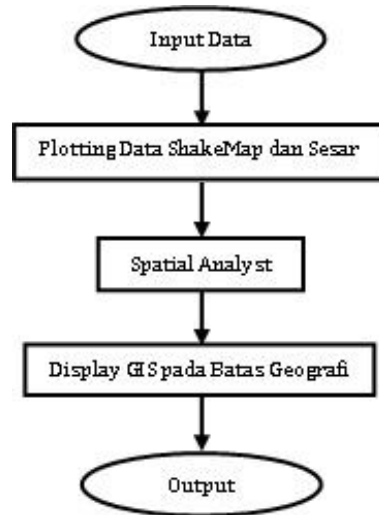 Input Data
Plotting Data ShakeMap dan Sesar
Spatial Analyst
Display GIS pada Batas Geografi
Output